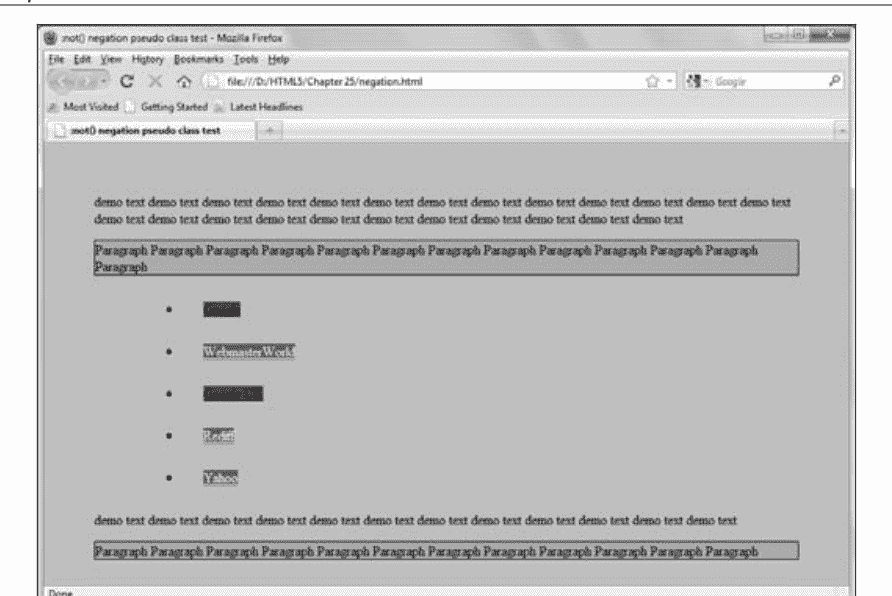 :not() negation pseudo class test - Mozilla Firefox
File Edit View History Bookmarks Tools Help
file:///D:/HTML5/Chapter 25/negation.html
Google
Most Visited Getting Started Latest Headlines
:not() negation pseudo class test
demo text demo text demo text demo text demo text demo text demo text demo text demo text demo text demo text demo text demo text
demo text demo text demo text demo text demo text demo text demo text demo text demo text demo text demo text
Paragraph Paragraph Paragraph Paragraph Paragraph Paragraph Paragraph Paragraph Paragraph Paragraph Paragraph Paragraph
Paragraph
• 
• WebmasterWorld
• 
• Rediff
• Yahoo
demo text demo text demo text demo text demo text demo text demo text demo text demo text demo text demo text demo text
Paragraph Paragraph Paragraph Paragraph Paragraph Paragraph Paragraph Paragraph Paragraph Paragraph Paragraph Paragraph
Done